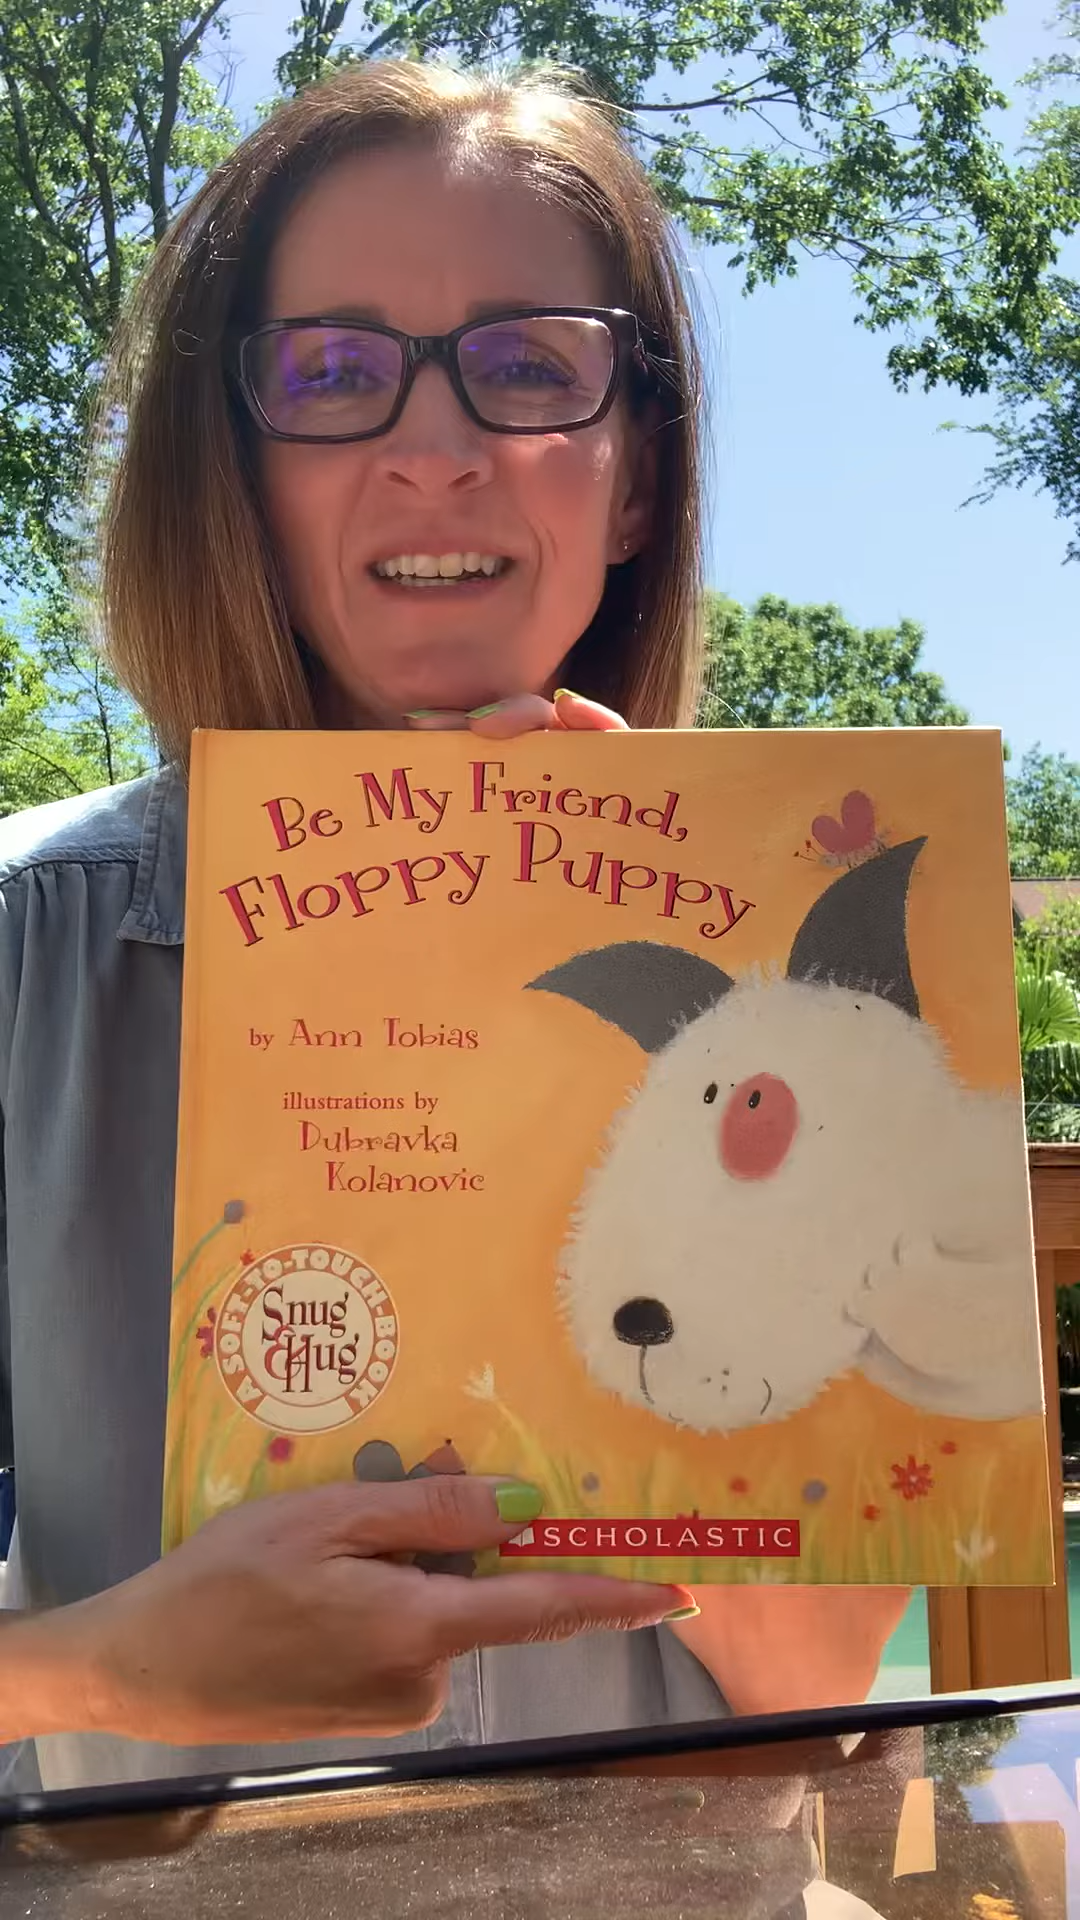 Be My Friend,
Floppy Puppy
by Ann Tobias
illustrations by
Dubravka
Kolanovic
A SOFT-TO-TOUCH BOOK
Snug
& Hug
SCHOLASTIC